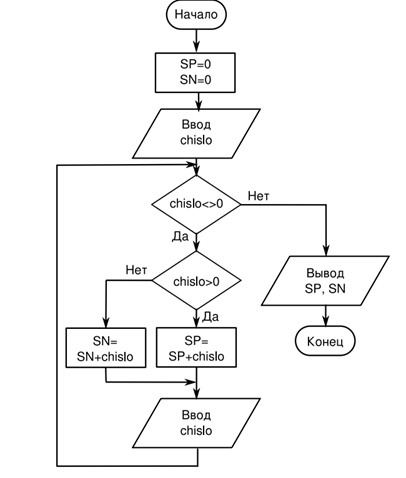 Начало
SP=0
SN=0
Ввод
chislo
chislo<>0
Нет
Да
Вывод
SP, SN
Нет
chislo>0
Да
SN=
SN+chislo
SP=
SP+chislo
Конец
Ввод
chislo